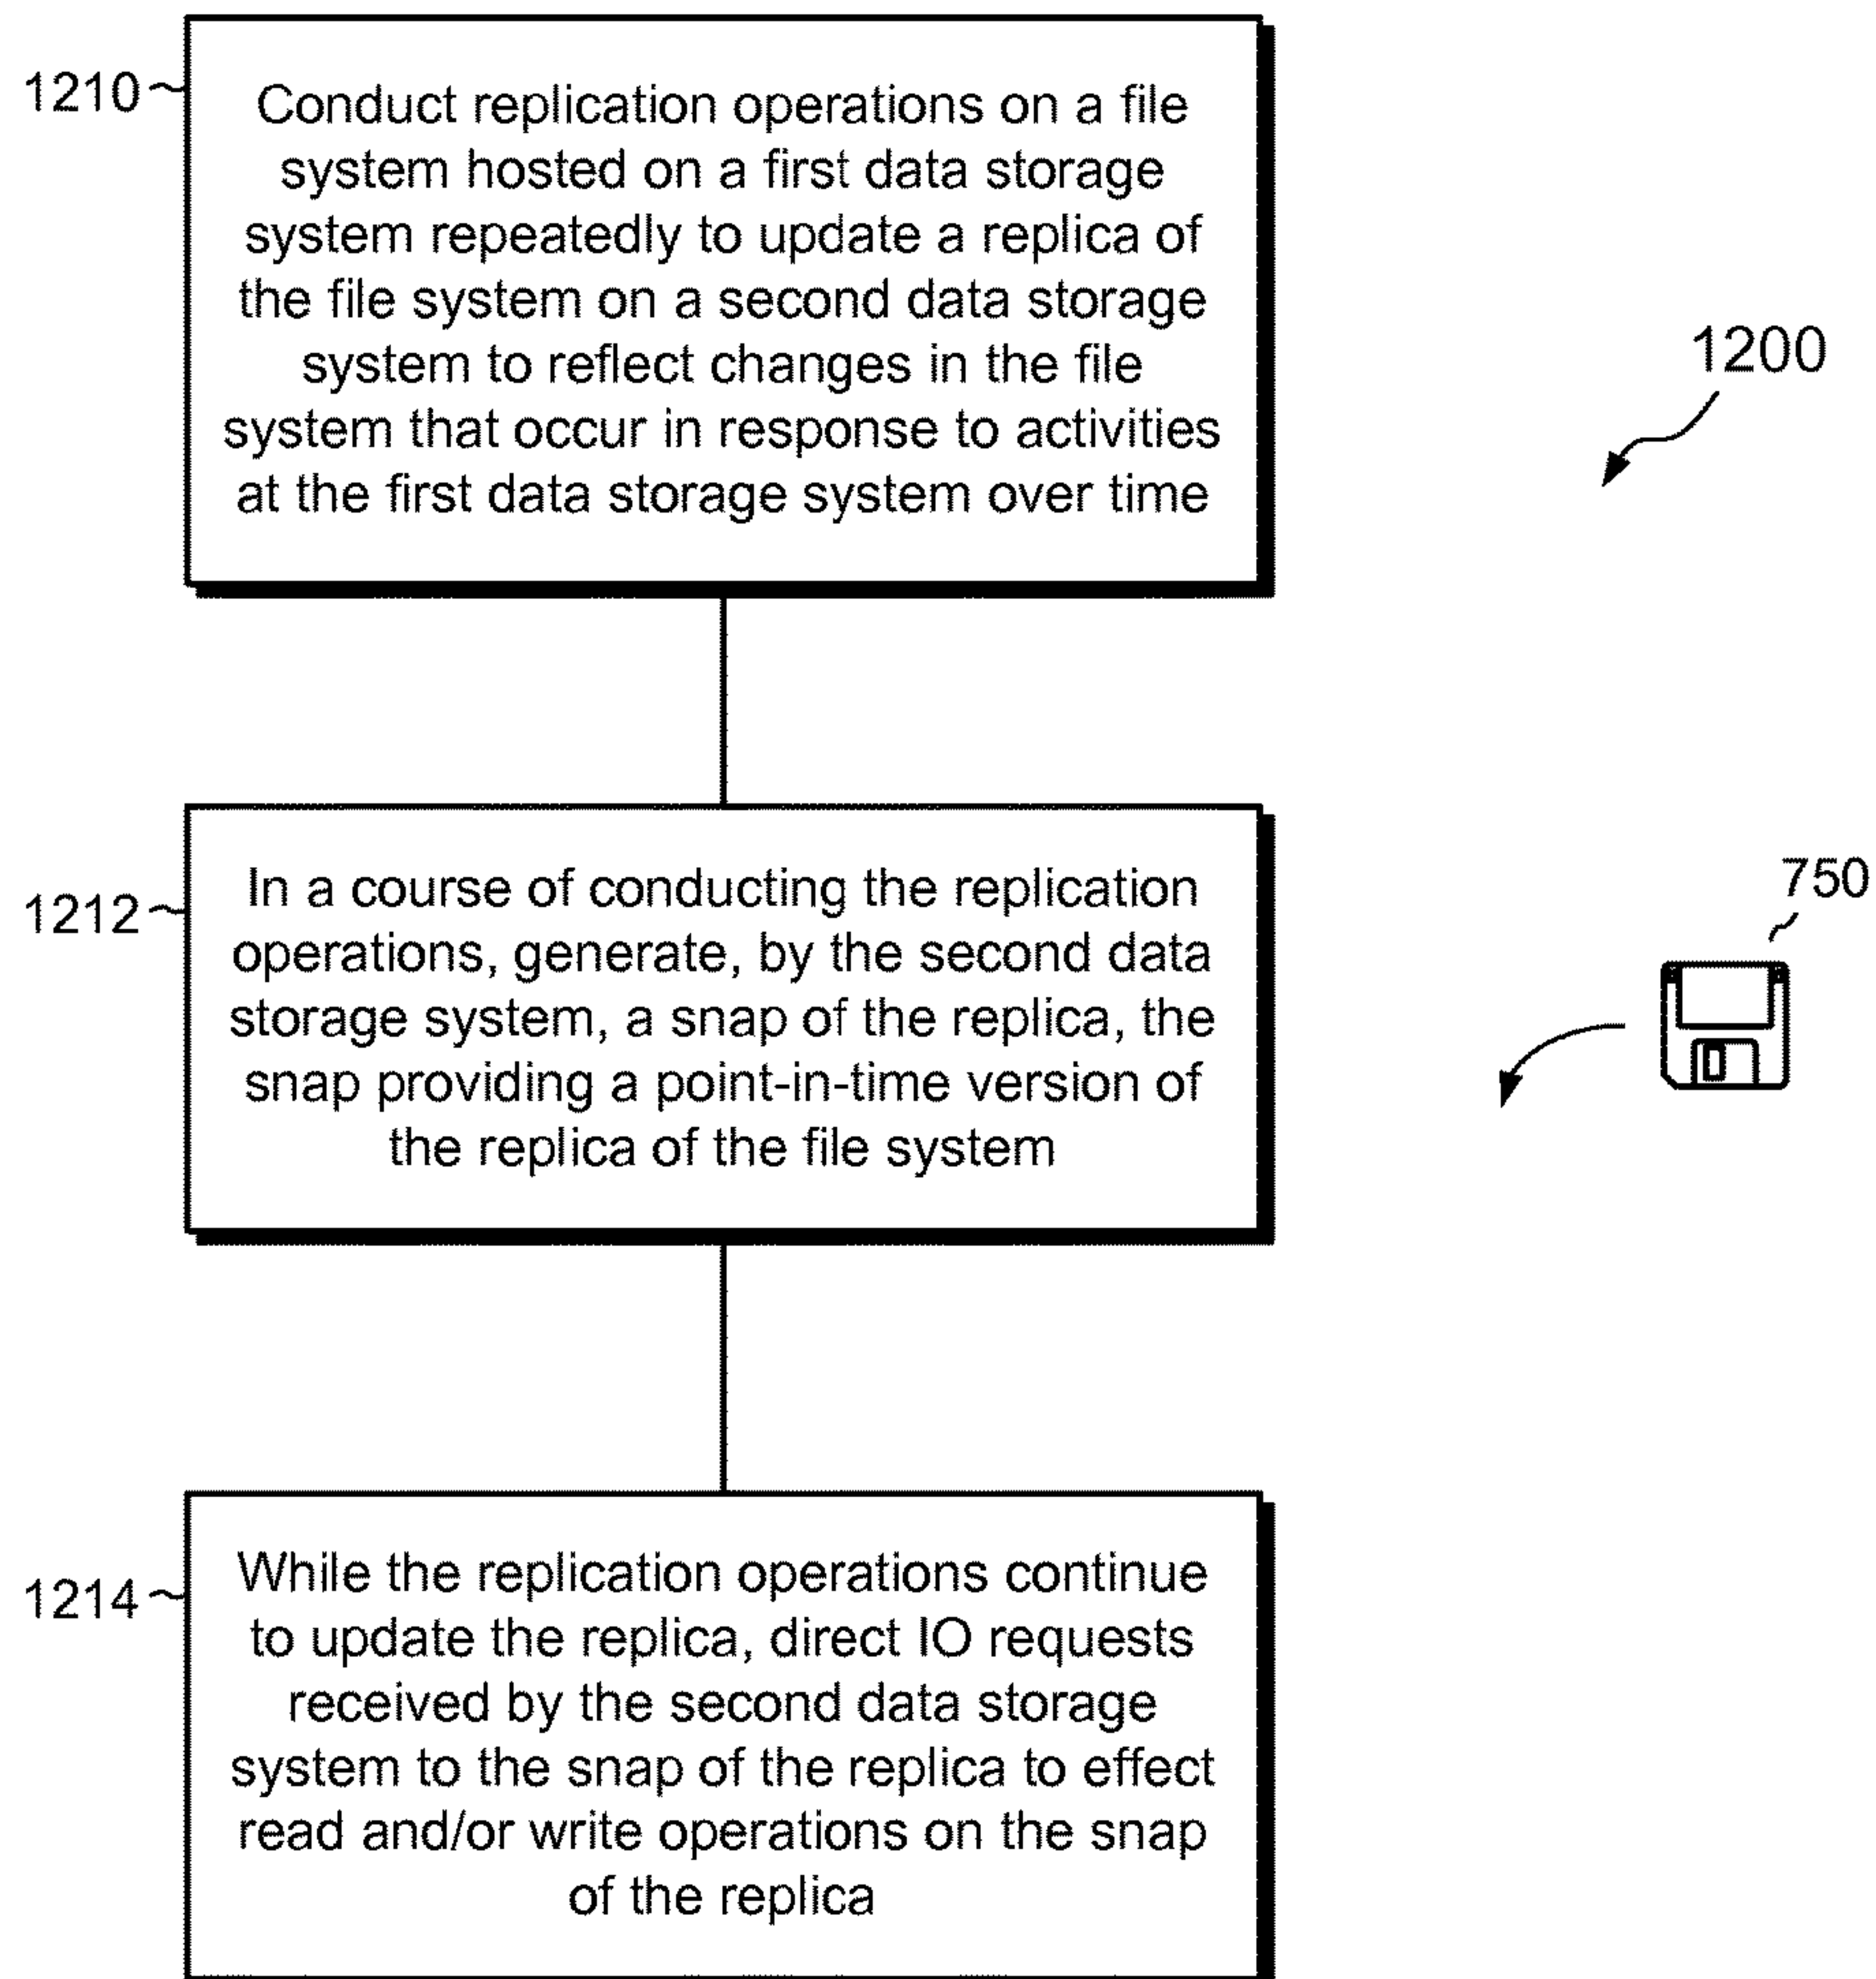 1210
Conduct replication operations on a file
system hosted on a first data storage
system repeatedly to update a replica of
the file system on a second data storage
system to reflect changes in the file
system that occur in response to activities
at the first data storage system over time
1200
1212
In a course of conducting the replication
operations, generate, by the second data
storage system, a snap of the replica, the
snap providing a point-in-time version of
the replica of the file system
750
1214
While the replication operations continue
to update the replica, direct IO requests
received by the second data storage
system to the snap of the replica to effect
read and/or write operations on the snap
of the replica